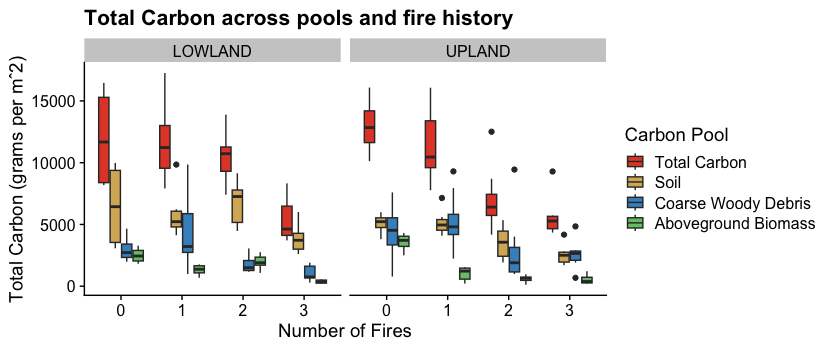 Total Carbon across pools and fire history
LOWLAND
UPLAND
Total Carbon (grams per m^2)
15000
10000
5000
0
0
1
2
3
0
1
2
3
Number of Fires
Carbon Pool
Total Carbon
Soil
Coarse Woody Debris
Aboveground Biomass